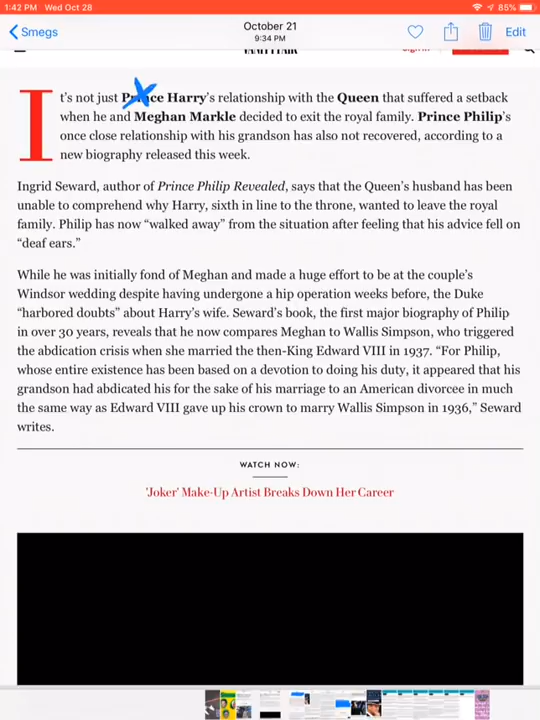 1:42 PM Wed Oct 28
85%
Smegs
October 21
9:34 PM
Edit
VANITY FAIR
It's not just Prince Harry's relationship with the Queen that suffered a setback
when he and Meghan Markle decided to exit the royal family. Prince Philip's
once close relationship with his grandson has also not recovered, according to a
new biography released this week.
Ingrid Seward, author of Prince Philip Revealed, says that the Queen's husband has been
unable to comprehend why Harry, sixth in line to the throne, wanted to leave the royal
family. Philip has now “walked away” from the situation after feeling that his advice fell on
“deaf ears.”
While he was initially fond of Meghan and made a huge effort to be at the couple's
Windsor wedding despite having undergone a hip operation weeks before, the Duke
“harbored doubts” about Harry's wife. Seward's book, the first major biography of Philip
in over 30 years, reveals that he now compares Meghan to Wallis Simpson, who triggered
the abdication crisis when she married the then-King Edward VIII in 1937. “For Philip,
whose entire existence has been based on a devotion to doing his duty, it appeared that his
grandson had abdicated his for the sake of his marriage to an American divorcee in much
the same way as Edward VIII gave up his crown to marry Wallis Simpson in 1936,” Seward
writes.
WATCH NOW:
'Joker' Make-Up Artist Breaks Down Her Career